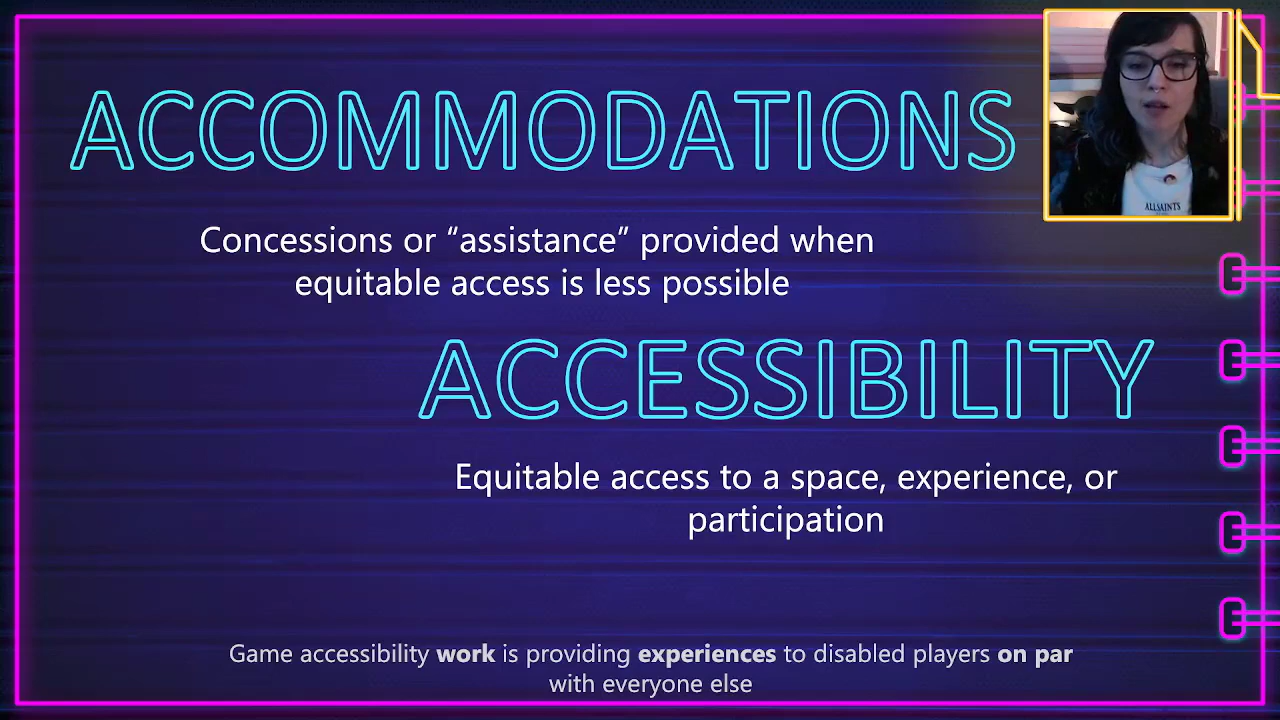 ACCOMMODATIONS
Concessions or “assistance” provided when
equitable access is less possible
ALLSAINTS
ACCESSIBILITY
Equitable access to a space, experience, or
participation
Game accessibility work is providing experiences to disabled players on par
with everyone else